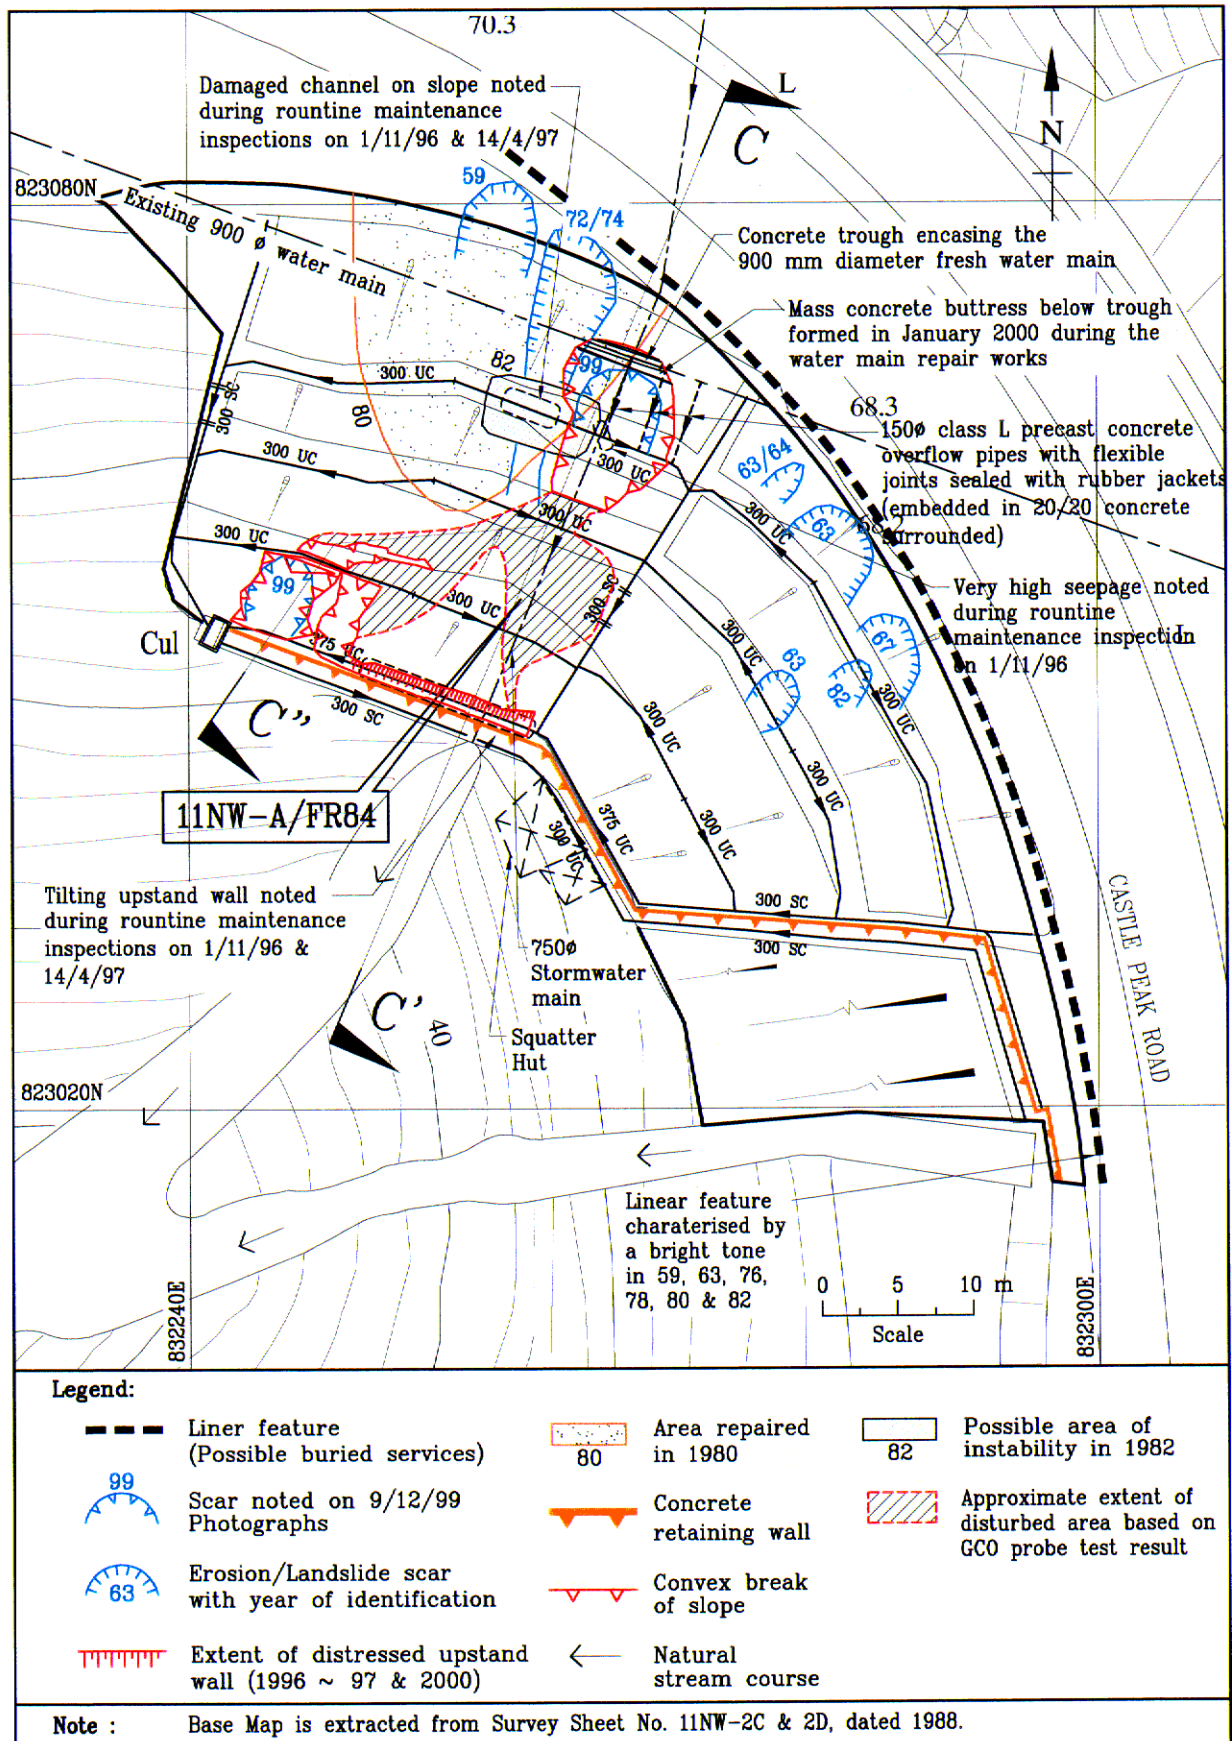 70.3
Damaged channel on slope noted
during rountine maintenance
inspections on 1/11/96 & 14/4/97
L
C
N
823080N
59
72/74
Existing 900 ø water main
Concrete trough encasing the
900 mm diameter fresh water main
Mass concrete buttress below trough
formed in January 2000 during the
water main repair works
82
99
300 UC
80
300 SC
68.3
150ø class L precast concrete
overflow pipes with flexible
joints sealed with rubber jackets
(embedded in 20/20 concrete
surrounded)
63/64
300 UC
300 UC
300 UC
300 UC
63
300 UC
99
300 UC
300 SC
Very high seepage noted
during rountine
maintenance inspection
on 1/11/96
L
Cul
375 UC
300 UC
63
67
82
300 UC
300 SC
C"
300 UC
300 UC
11NW-A/FR84
300 UC
375 UC
300 UC
Tilting upstand wall noted
during rountine maintenance
inspections on 1/11/96 &
14/4/97
300 SC
300 SC
CASTLE PEAK ROAD
750ø
Stormwater
main
C'
40
Squatter
Hut
823020N
Linear feature
charaterised by
a bright tone
in 59, 63, 76,
78, 80 & 82
832240E
832300E
0 5 10 m
Scale
Legend:
Liner feature
(Possible buried services)
80
Area repaired
in 1980
82
Possible area of
instability in 1982
99
Scar noted on 9/12/99
Photographs
Concrete
retaining wall
Approximate extent of
disturbed area based on
GCO probe test result
63
Erosion/Landslide scar
with year of identification
Convex break
of slope
Extent of distressed upstand
wall (1996 ~ 97 & 2000)
Natural
stream course
Note : Base Map is extracted from Survey Sheet No. 11NW-2C & 2D, dated 1988.